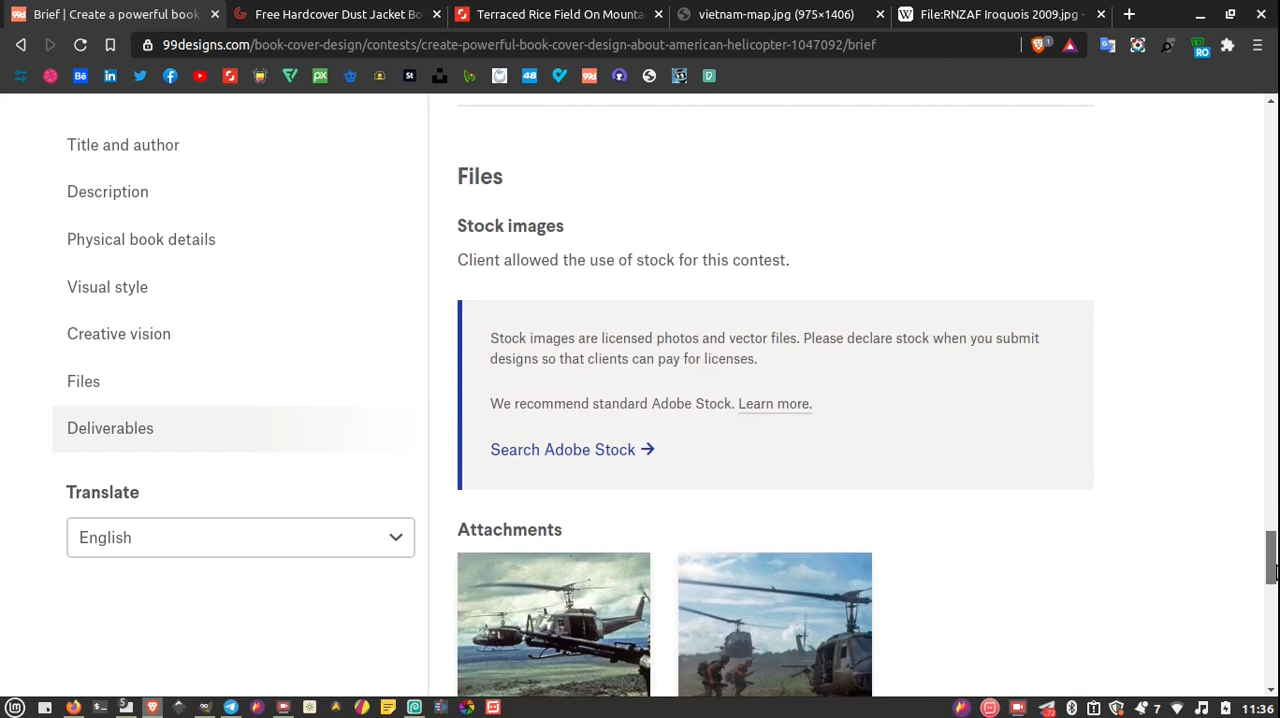 Brief | Create a powerful book
Free Hardcover Dust Jacket Bo
Terraced Rice Field On Mounta
vietnam-map.jpg (975×1406)
File:RNZAF Iroquois 2009.jpg -
99designs.com/book-cover-design/contests/create-powerful-book-cover-design-about-american-helicopter-1047092/brief
Title and author
Description
Physical book details
Visual style
Creative vision
Files
Deliverables
Translate
English
Files
Stock images
Client allowed the use of stock for this contest.
Stock images are licensed photos and vector files. Please declare stock when you submit
designs so that clients can pay for licenses.
We recommend standard Adobe Stock. Learn more.
Search Adobe Stock →
Attachments
7
11:36